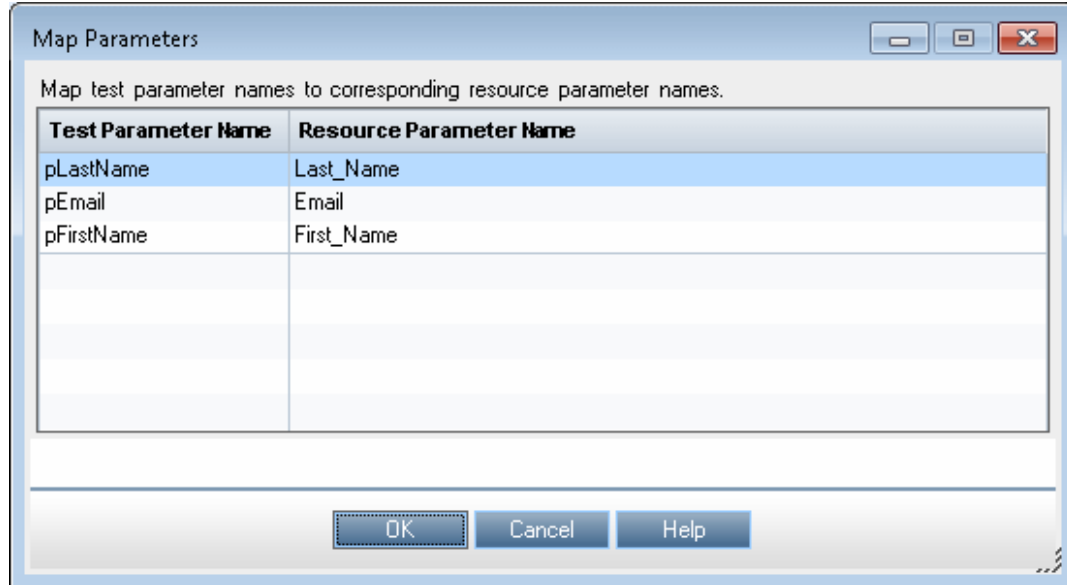 Map Parameters
Map test parameter names to corresponding resource parameter names.
Test Parameter Name Resource Parameter Name
pLastName Last_Name
pEmail Email
pFirstName First_Name
OK Cancel Help